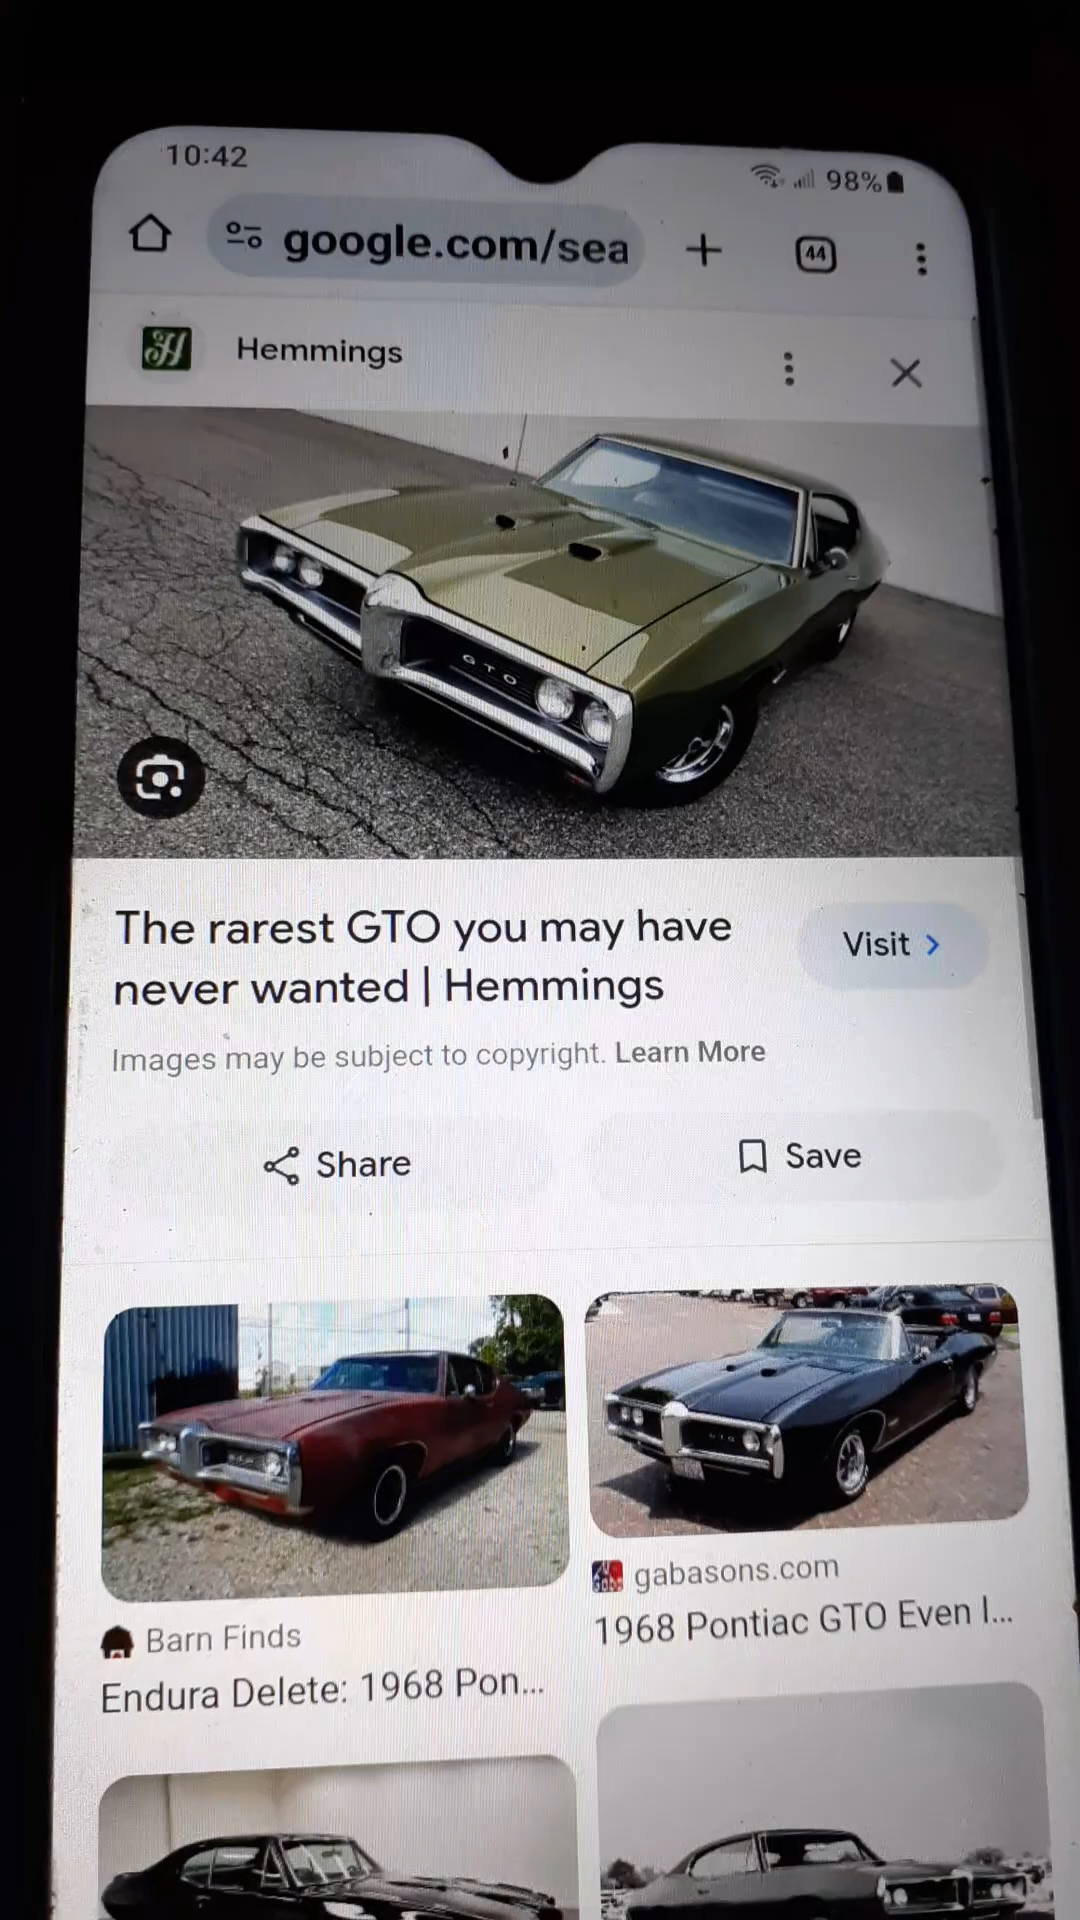 10:42
98%
google.com/sea
44
Hemmings
GTO
The rarest GTO you may have
never wanted | Hemmings
Visit
Images may be subject to copyright. Learn More
Share
Save
Barn Finds
Endura Delete: 1968 Pon...
gabasons.com
1968 Pontiac GTO Even I...